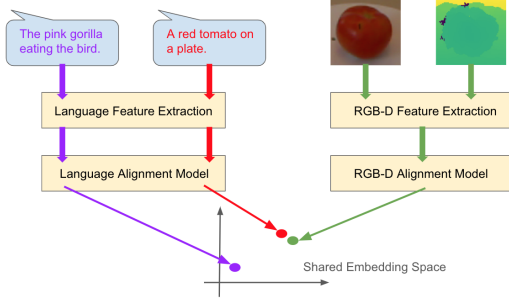 The pink gorilla
eating the bird.
A red tomato on
a plate.
Language Feature Extraction
RGB-D Feature Extraction
Language Alignment Model
RGB-D Alignment Model
Shared Embedding Space